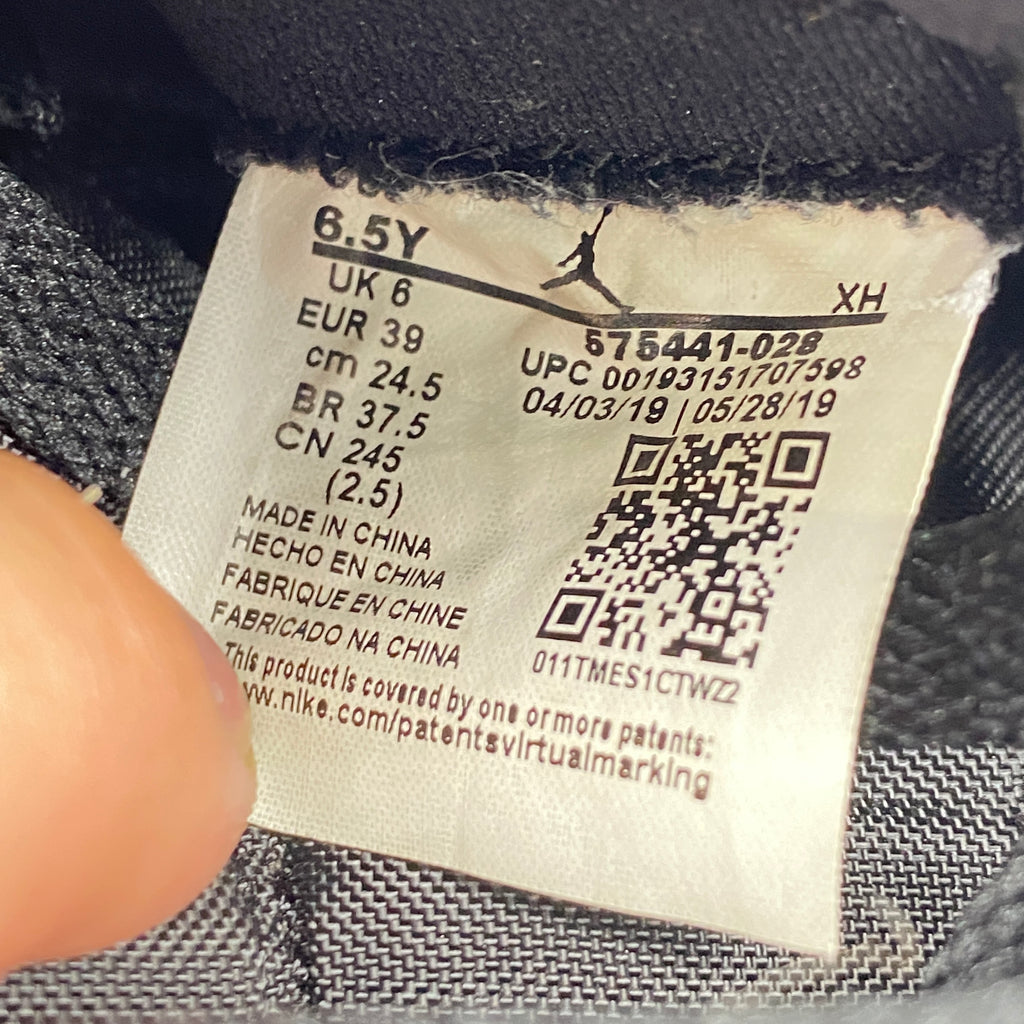 6.5Y
UK 6
EUR 39
cm 24.5
BR 37.5
CN 245
(2.5)
MADE IN CHINA
HECHO EN CHINA
FABRIQUE EN CHINE
FABRICADO NA CHINA
XH
575441-028
UPC 00193151707598
04/03/19 | 05/28/19
011TMES1CTWZ2
This product is covered by one or more patents:
ww.nike.com/patentsvirtualmarking